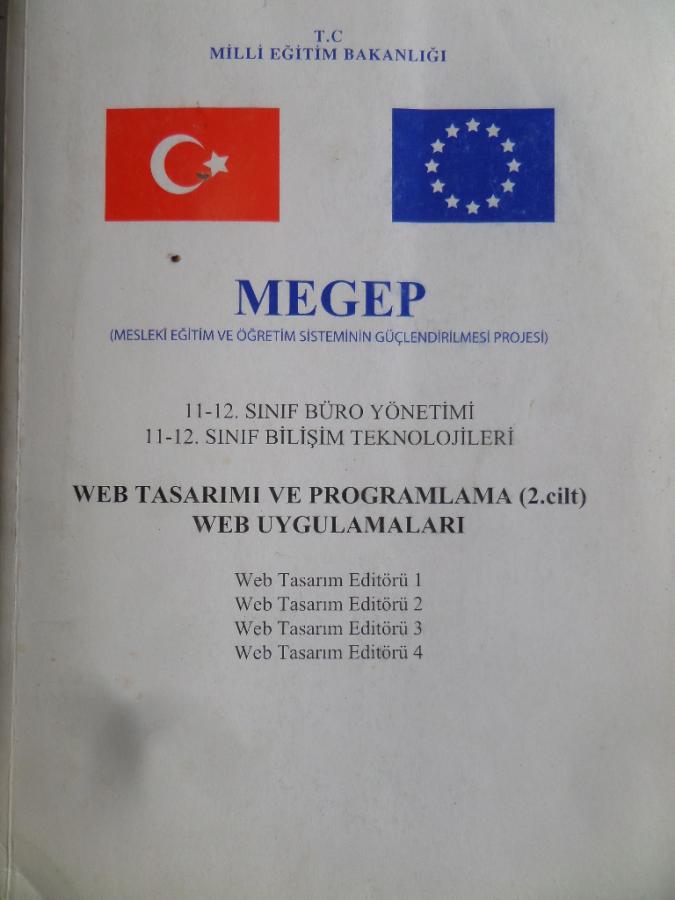 T.C
MİLLİ EĞİTİM BAKANLIĞI
MEGEP
(MESLEKİ EĞİTİM VE ÖĞRETİM SİSTEMİNİN GÜÇLENDİRİLMESİ PROJESİ)
11-12. SINIF BÜRO YÖNETİMİ
11-12. SINIF BİLİŞİM TEKNOLOJİLERİ
WEB TASARIMI VE PROGRAMLAMA (2.cilt)
WEB UYGULAMALARI
Web Tasarım Editörü 1
Web Tasarım Editörü 2
Web Tasarım Editörü 3
Web Tasarım Editörü 4